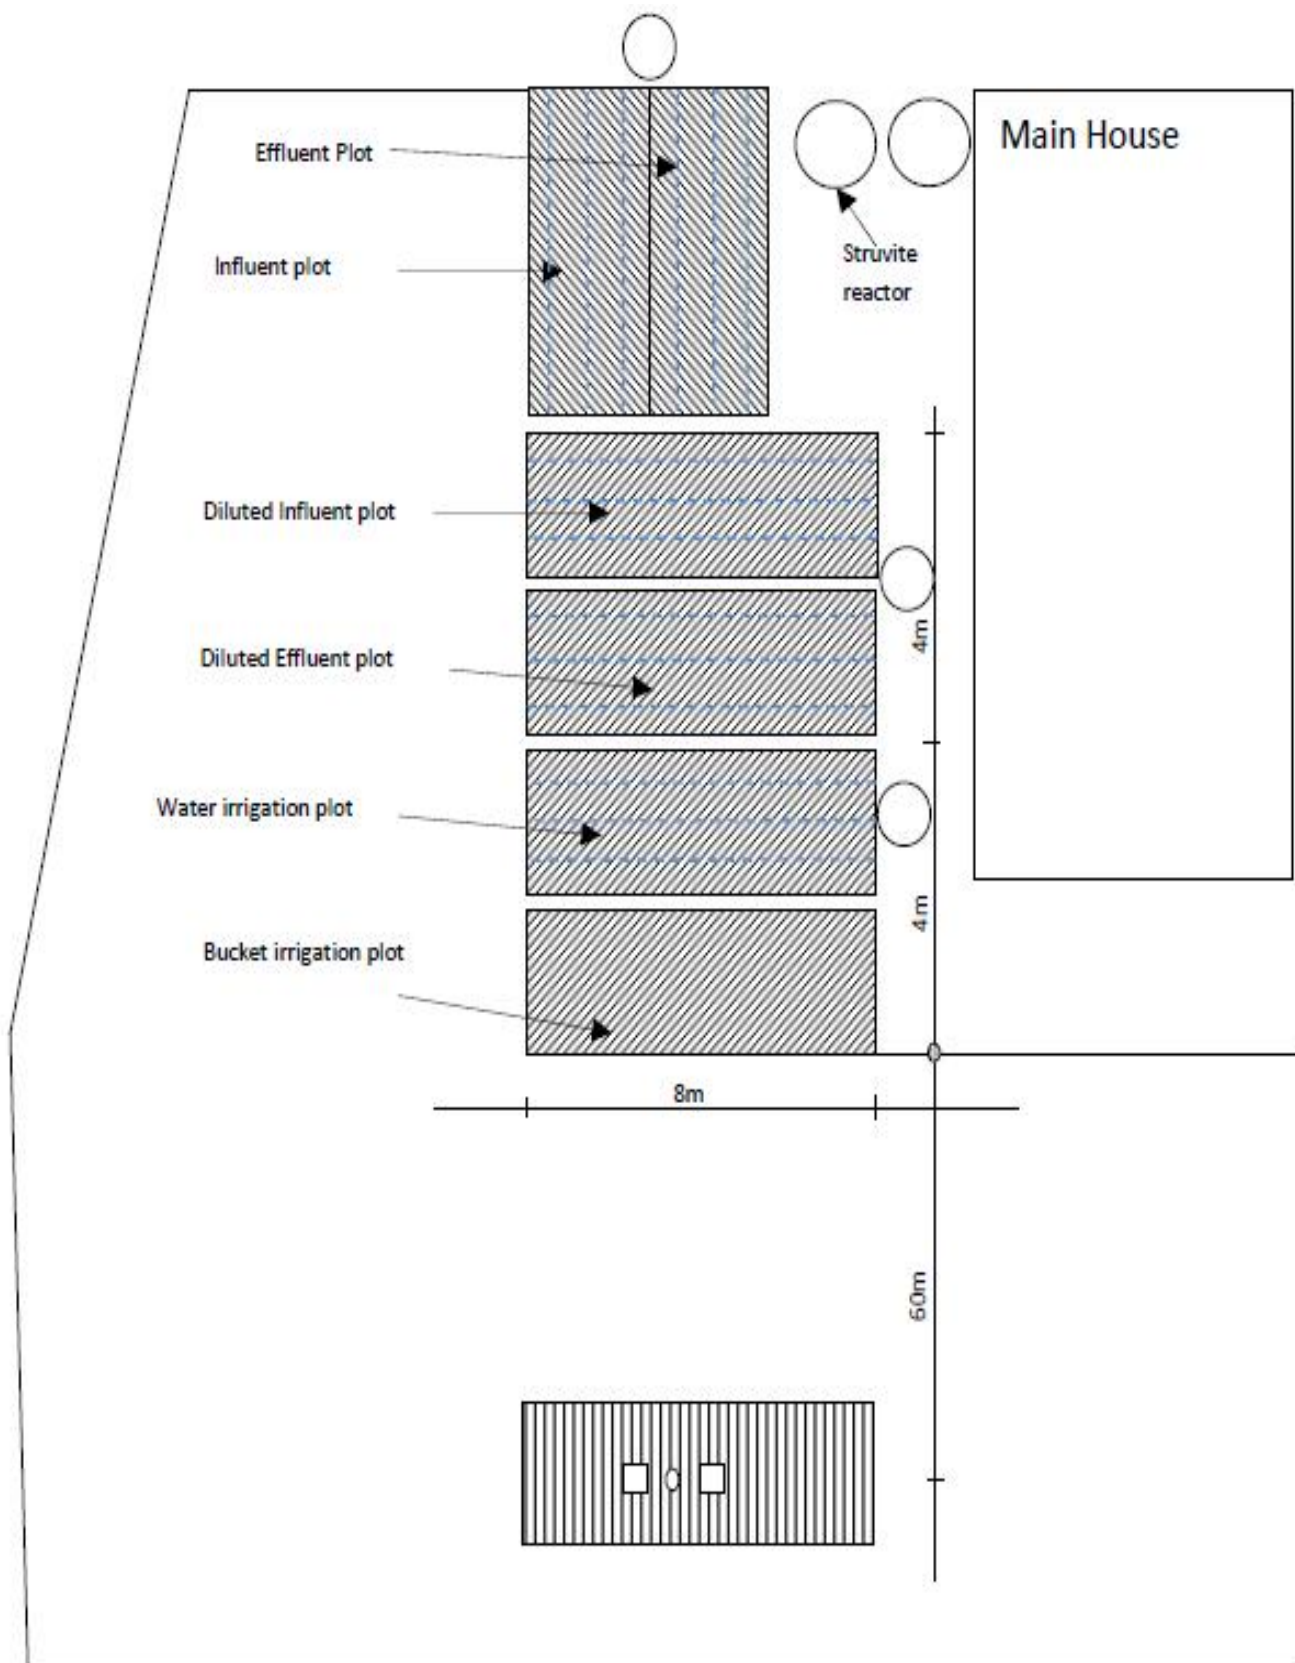 Main House
Effluent Plot
Struvite
reactor
Influent plot
Diluted Influent plot
4m
Diluted Effluent plot
Water irrigation plot
4m
Bucket irrigation plot
8m
60m